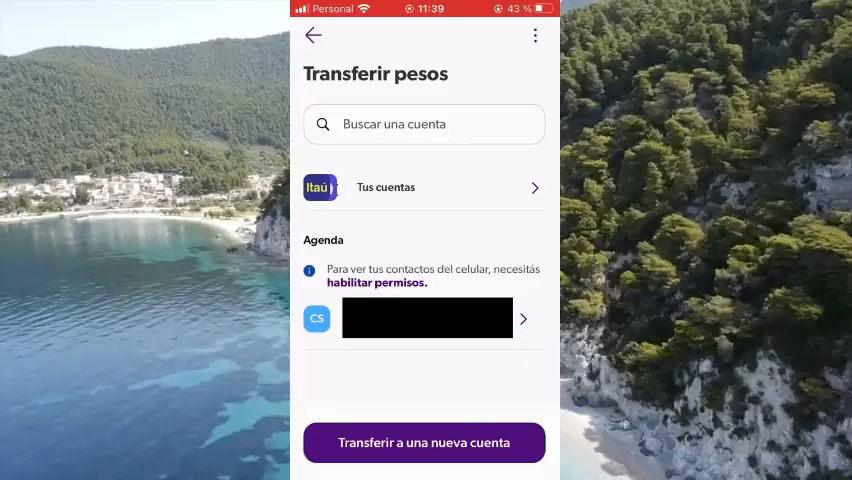 Personal 11:39 43 %
Transferir pesos
Buscar una cuenta
Itaú Tus cuentas
Agenda
Para ver tus contactos del celular, necesitás
habilitar permisos.
CS
Transferir a una nueva cuenta